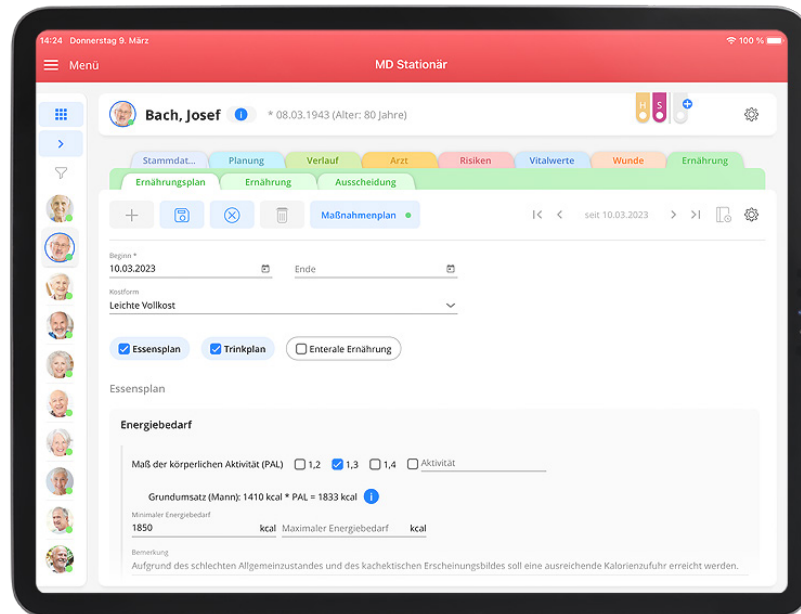 14:24 Donnerstag 9. März
100 %
Menü
MD Stationär
Bach, Josef
* 08.03.1943 (Alter: 80 Jahre)
H S
Stammdat... Planung Verlauf Arzt Risiken Vitalwerte Wunde Ernährung
Ernährungsplan Ernährung Ausscheidung
Maßnahmenplan
seit 10.03.2023
Beginn *
10.03.2023 Ende
Kostform
Leichte Vollkost
Essensplan Trinkplan Enterale Ernährung
Essensplan
Energiebedarf
Maß der körperlichen Aktivität (PAL) 1,2 1,3 1,4 Aktivität
Grundumsatz (Mann): 1410 kcal * PAL = 1833 kcal
Minimaler Energiebedarf
1850 kcal Maximaler Energiebedarf kcal
Bemerkung
Aufgrund des schlechten Allgemeinzustandes und des kachektischen Erscheinungsbildes soll eine ausreichende Kalorienzufuhr erreicht werden.